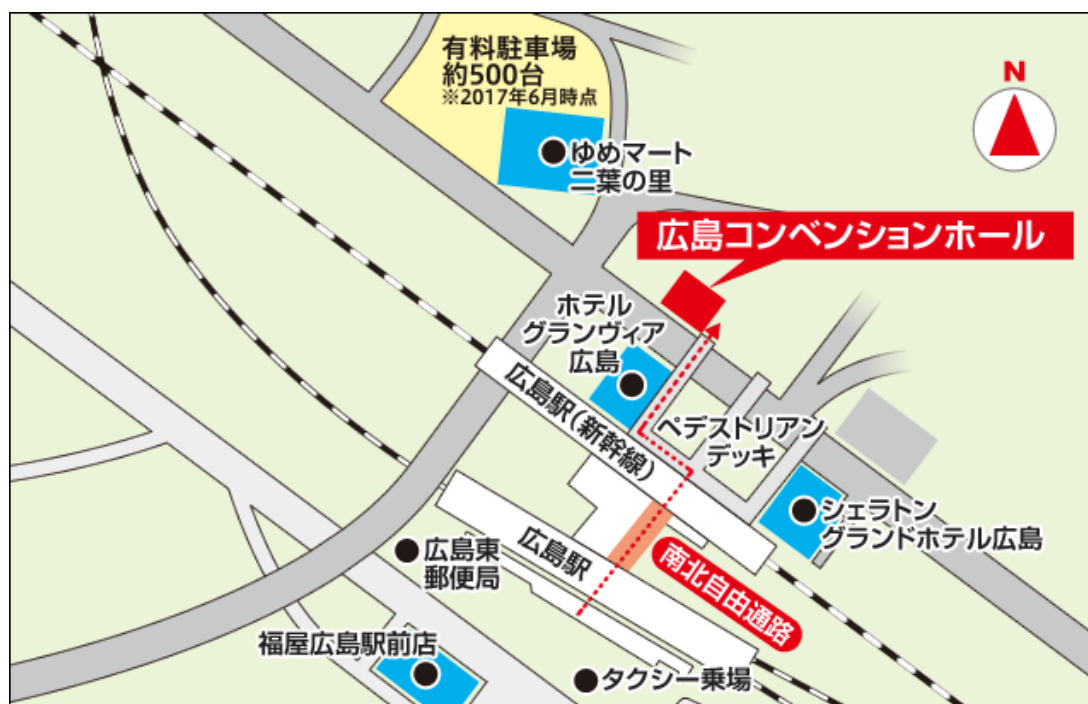 有料駐車場
約500台
※2017年6月時点
N
ゆめマート
二葉の里
広島コンベンションホール
ホテル
グランヴィア
広島
広島駅(新幹線)
ペデストリアン
デッキ
シェラトン
グランドホテル広島
広島東
郵便局
広島駅
南北自由通路
福屋広島駅前店
タクシー乗場